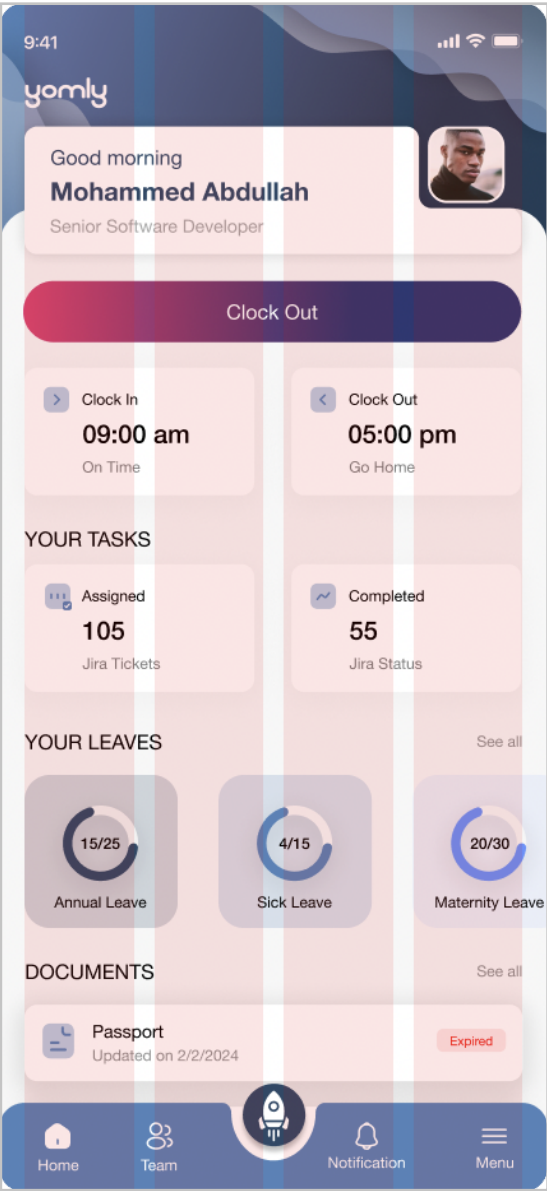 9:41
yomly
Good morning
Mohammed Abdullah
Senior Software Developer
Clock Out
Clock In
09:00 am
On Time
Clock Out
05:00 pm
Go Home
YOUR TASKS
Assigned
105
Jira Tickets
Completed
55
Jira Status
YOUR LEAVES
See all
15/25
Annual Leave
4/15
Sick Leave
20/30
Maternity Leave
DOCUMENTS
See all
Passport
Updated on 2/2/2024
Expired
Home
Team
Notification
Menu